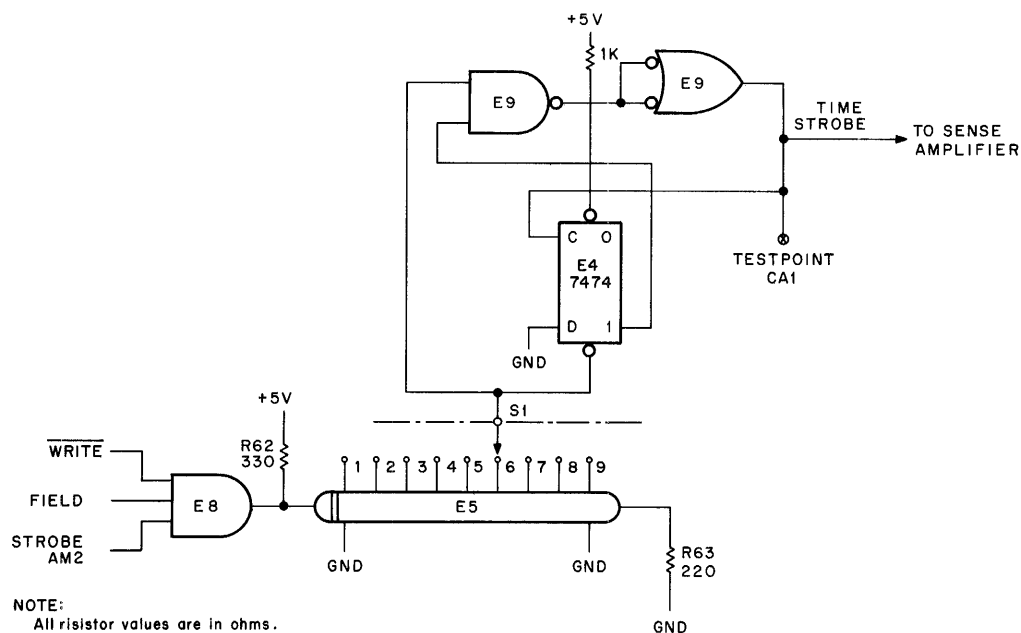 +5V
1K
E9
E9
TIME
STROBE
TO SENSE
AMPLIFIER
C O
E4
7474
D 1
TESTPOINT
CA1
GND
+5V
S1
WRITE
R62
330
1 2 3 4 5 6 7 8 9
FIELD
E8
E5
STROBE
AM2
GND
GND
R63
220
NOTE:
All risistor values are in ohms.
GND